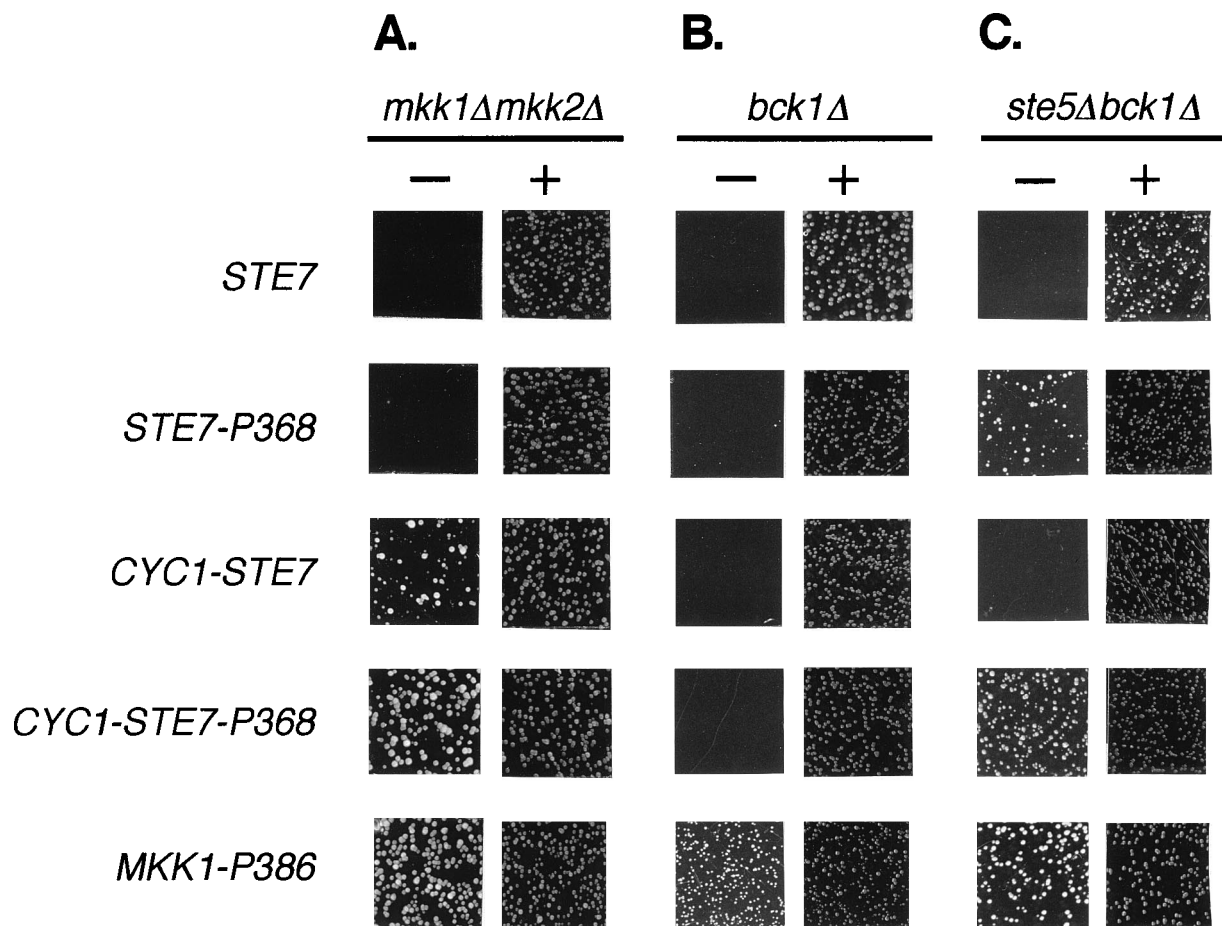 A. B. C.
mkk1Δmkk2Δ bck1Δ ste5Δbck1Δ
— + — + — +
STE7
STE7-P368
CYC1-STE7
CYC1-STE7-P368
MKK1-P386